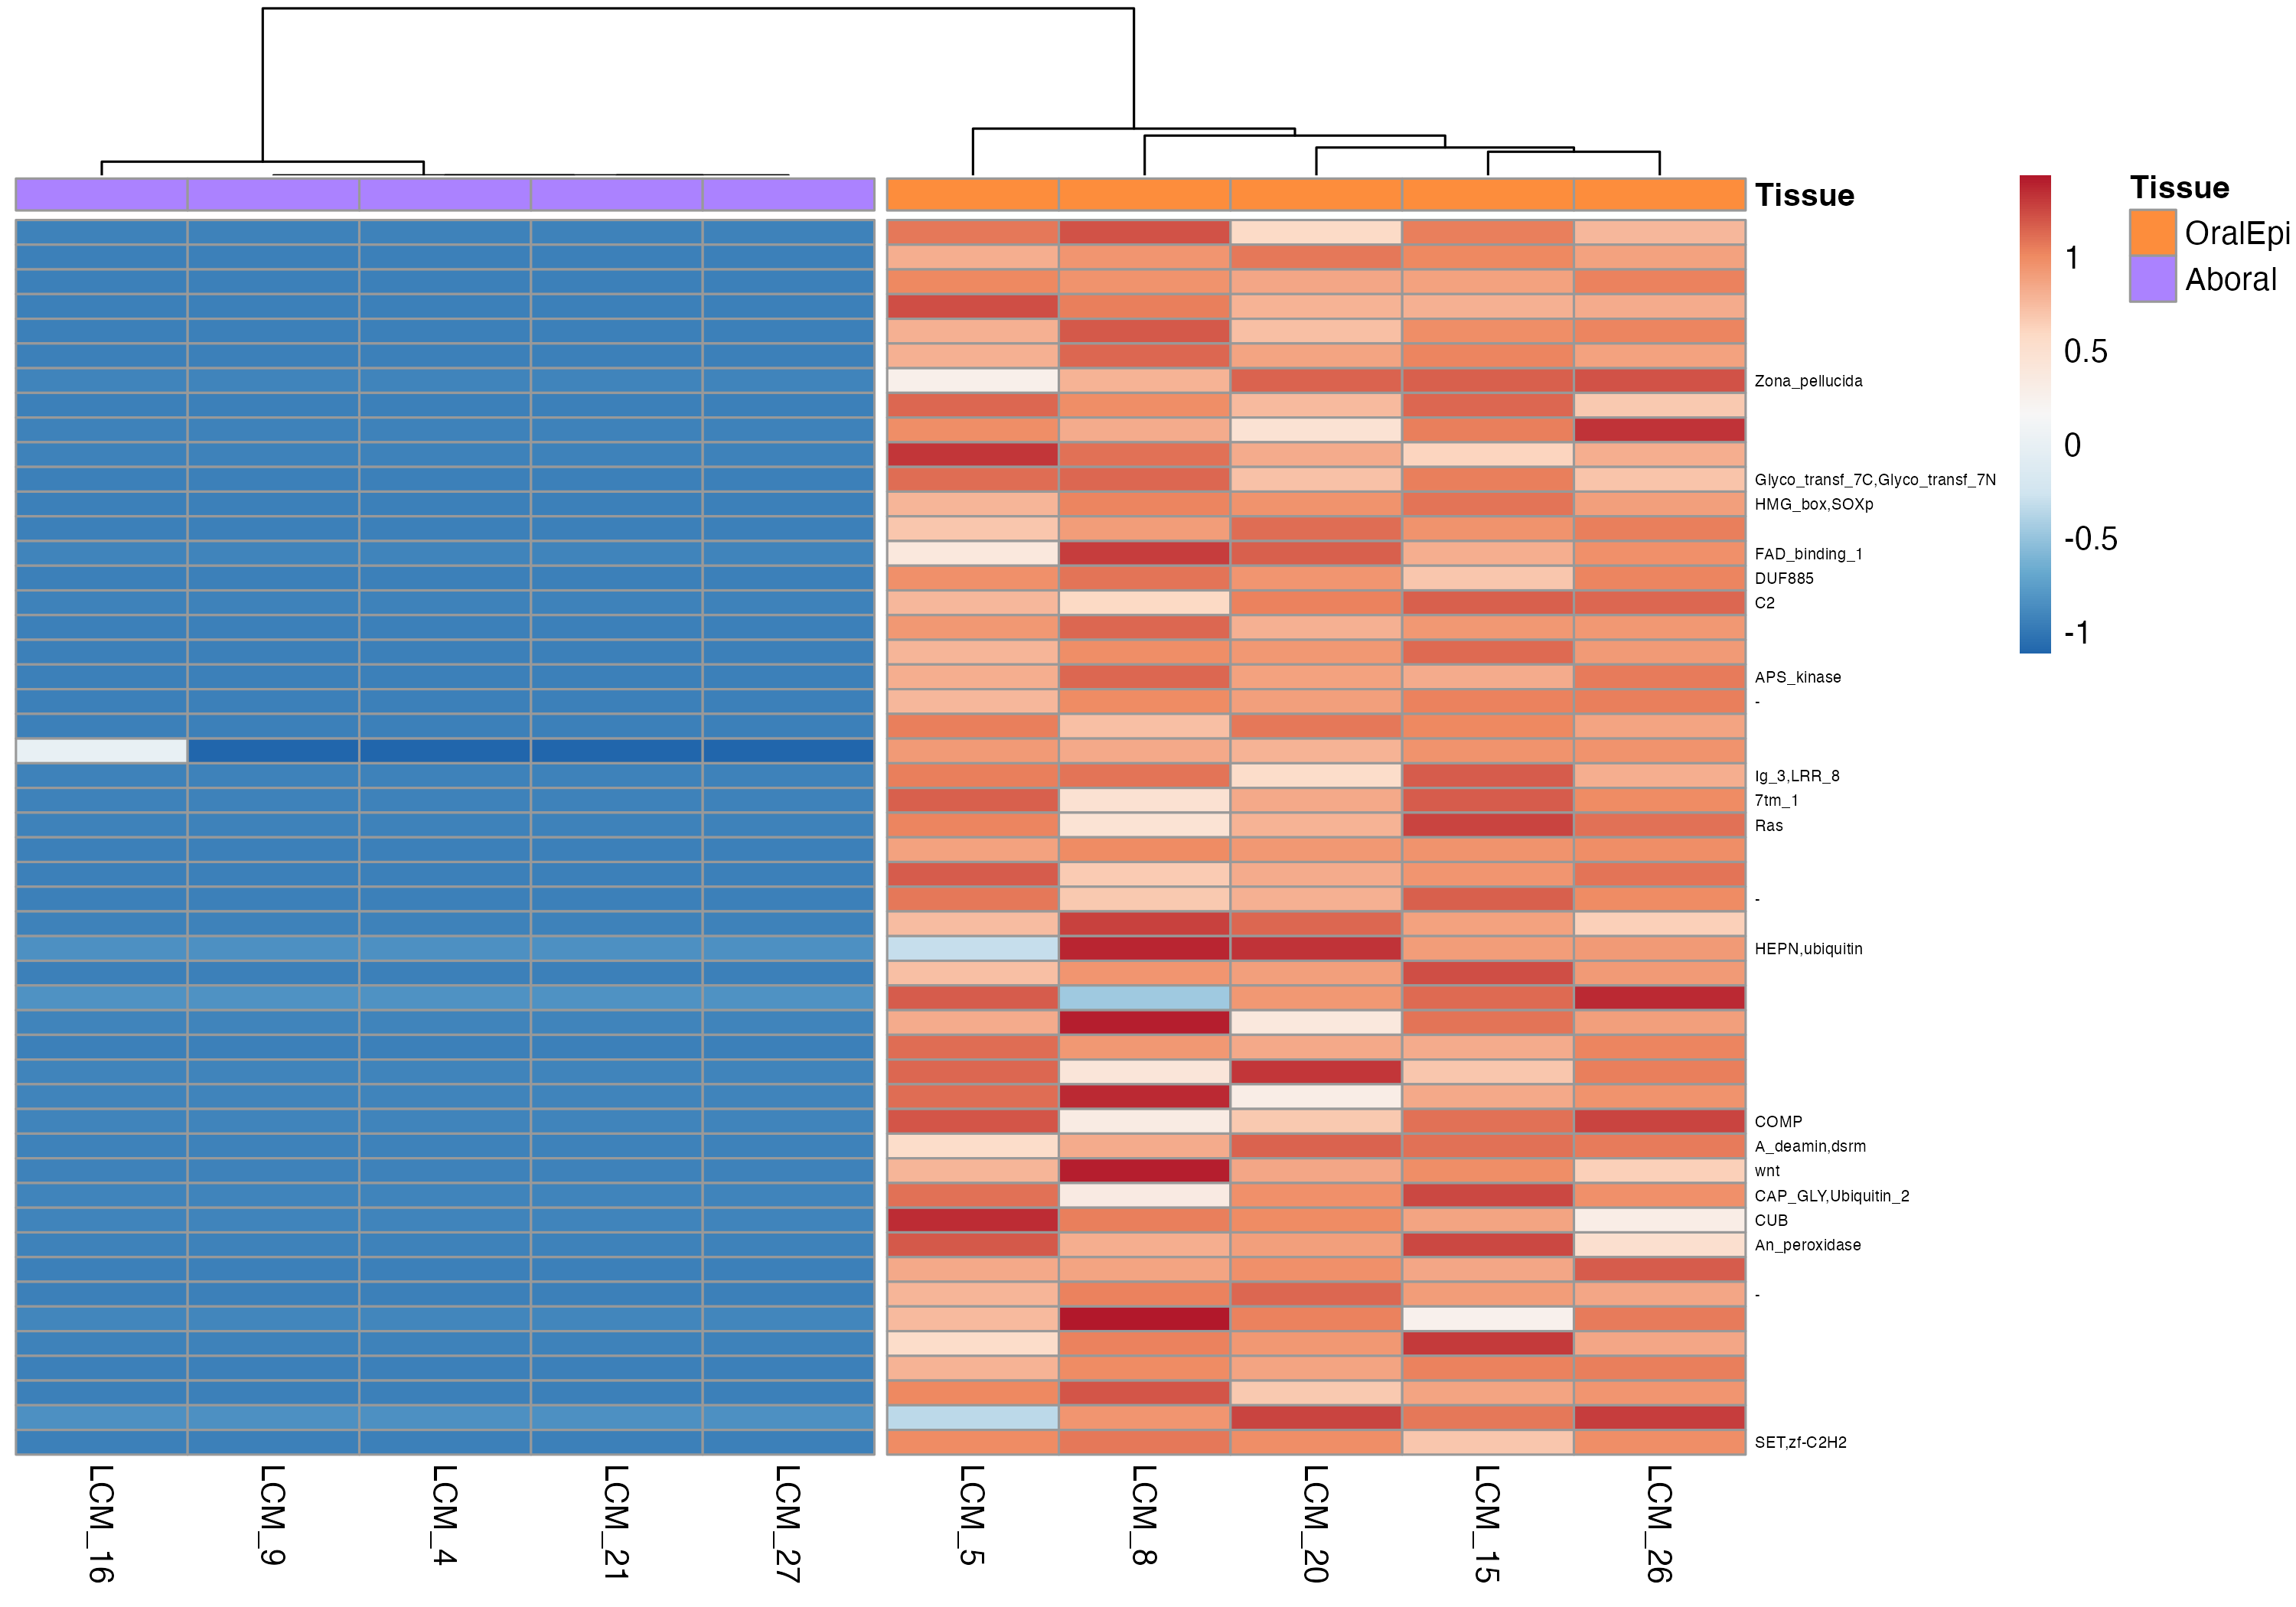 Tissue
Zona_pellucida
Glyco_transf_7C,Glyco_transf_7N
HMG_box,SOXp
FAD_binding_1
DUF885
C2
APS_kinase
-
Ig_3,LRR_8
7tm_1
Ras
-
HEPN,ubiquitin
COMP
A_deamin,dsrm
wnt
CAP_GLY,Ubiquitin_2
CUB
An_peroxidase
-
SET,zf-C2H2
1
0.5
0
-0.5
-1
Tissue
OralEpi
Aboral
LCM_16
LCM_9
LCM_4
LCM_21
LCM_27
LCM_5
LCM_8
LCM_20
LCM_15
LCM_26